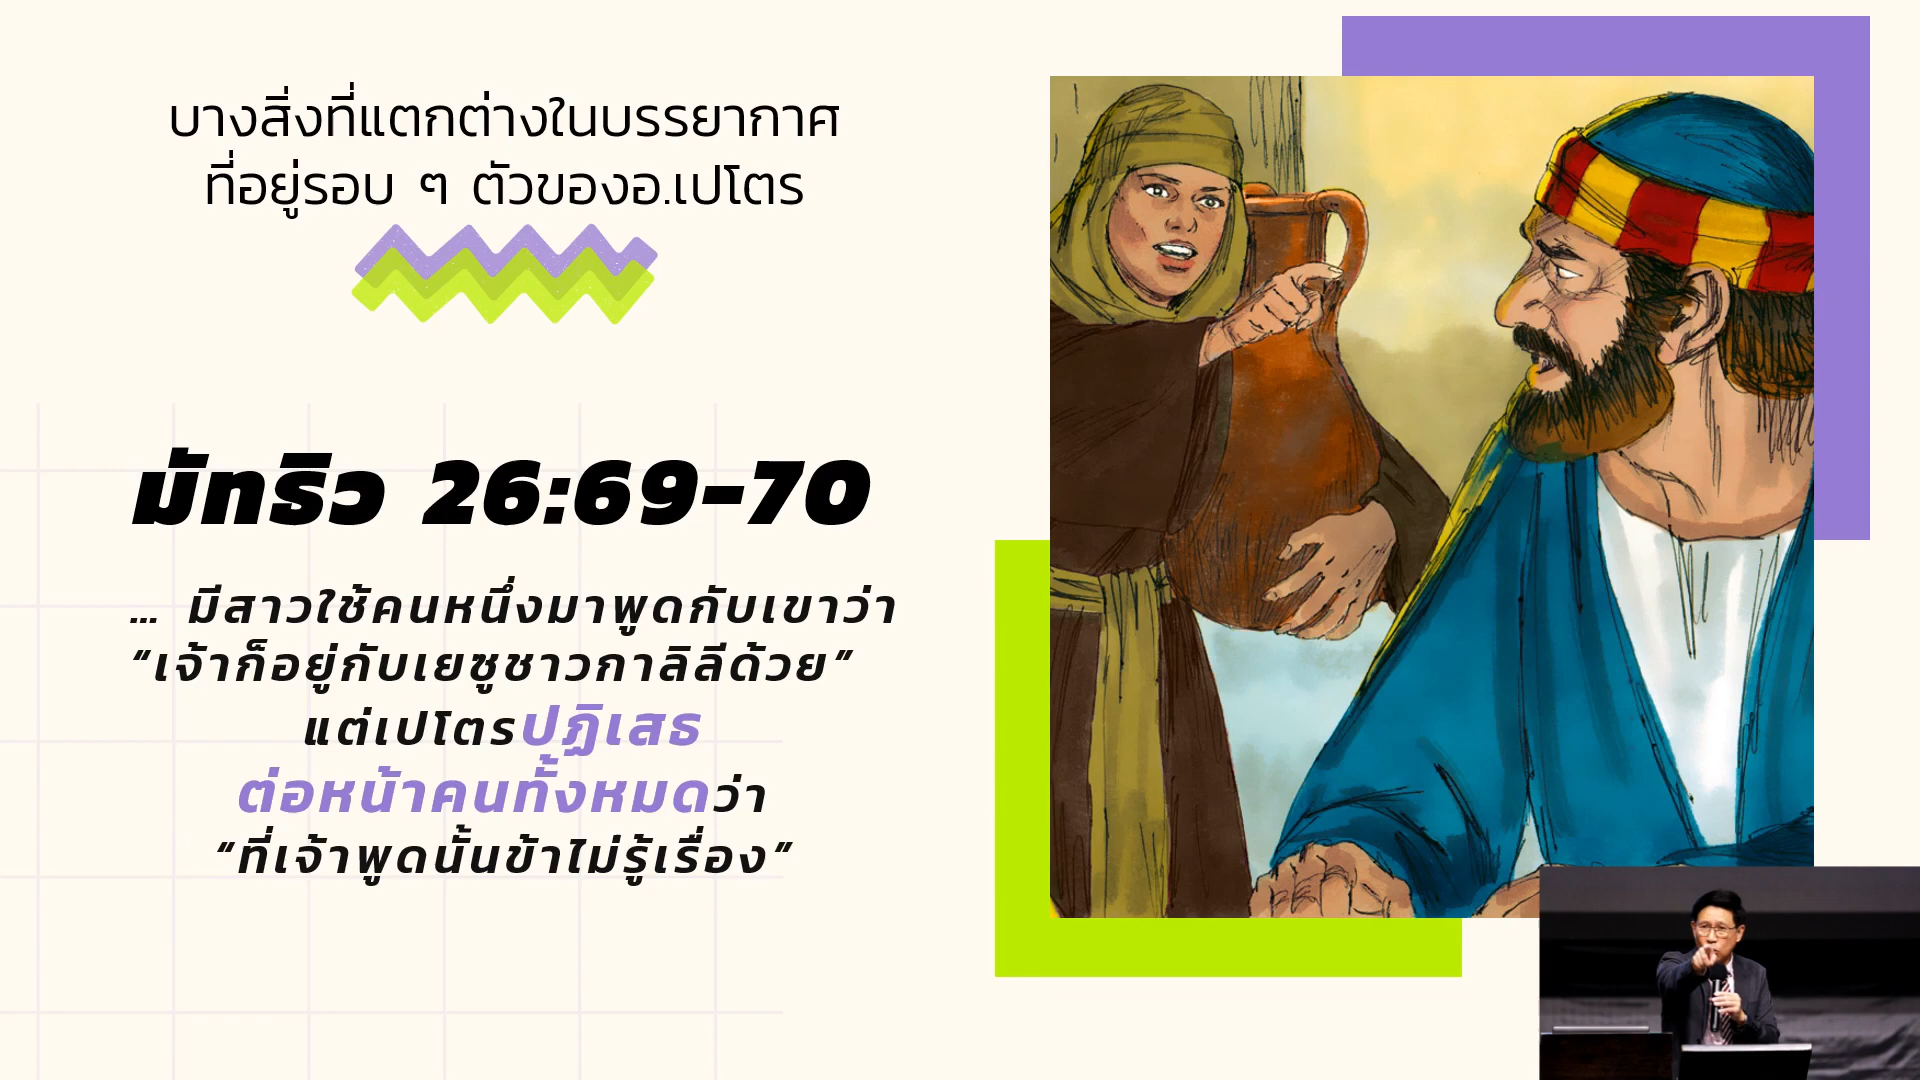 บางสิ่งที่แตกต่างในบรรยากาศ
ที่อยู่รอบ ๆ ตัวของอ.เปโตร
มัทธิว 26:69-70
... มีสาวใช้คนหนึ่งมาพูดกับเขาว่า
“เจ้าก็อยู่กับเยซูชาวกาลิลีด้วย”
แต่เปโตรปฏิเสธ
ต่อหน้าคนทั้งหมดว่า
“ที่เจ้าพูดนั้นข้าไม่รู้เรื่อง”